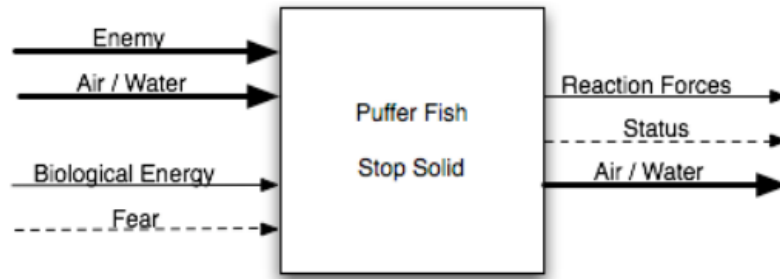 Enemy
Air / Water
Biological Energy
Fear
Puffer Fish
Stop Solid
Reaction Forces
Status
Air / Water